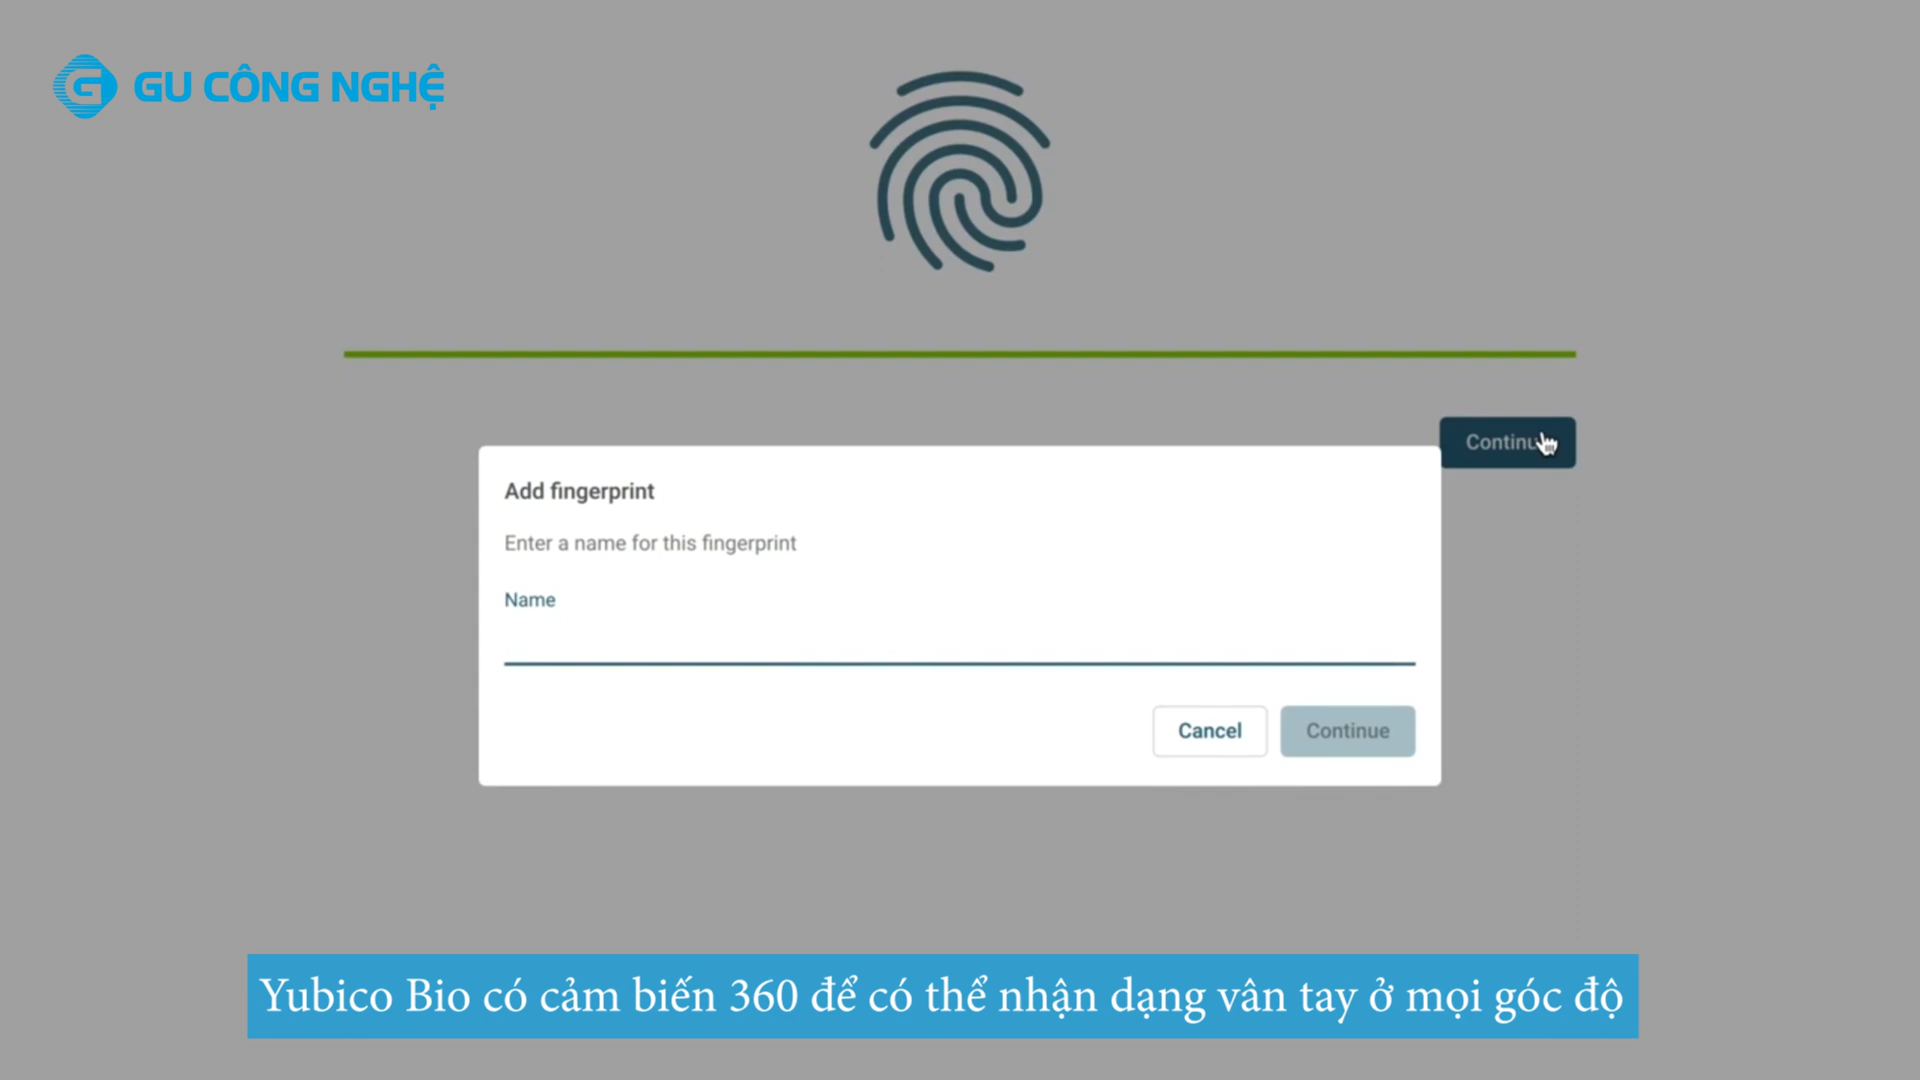 GU CÔNG NGHỆ
Continu
Add fingerprint
Enter a name for this fingerprint
Name
Cancel
Continue
Yubico Bio có cảm biến 360 để có thể nhận dạng vân tay ở mọi góc độ